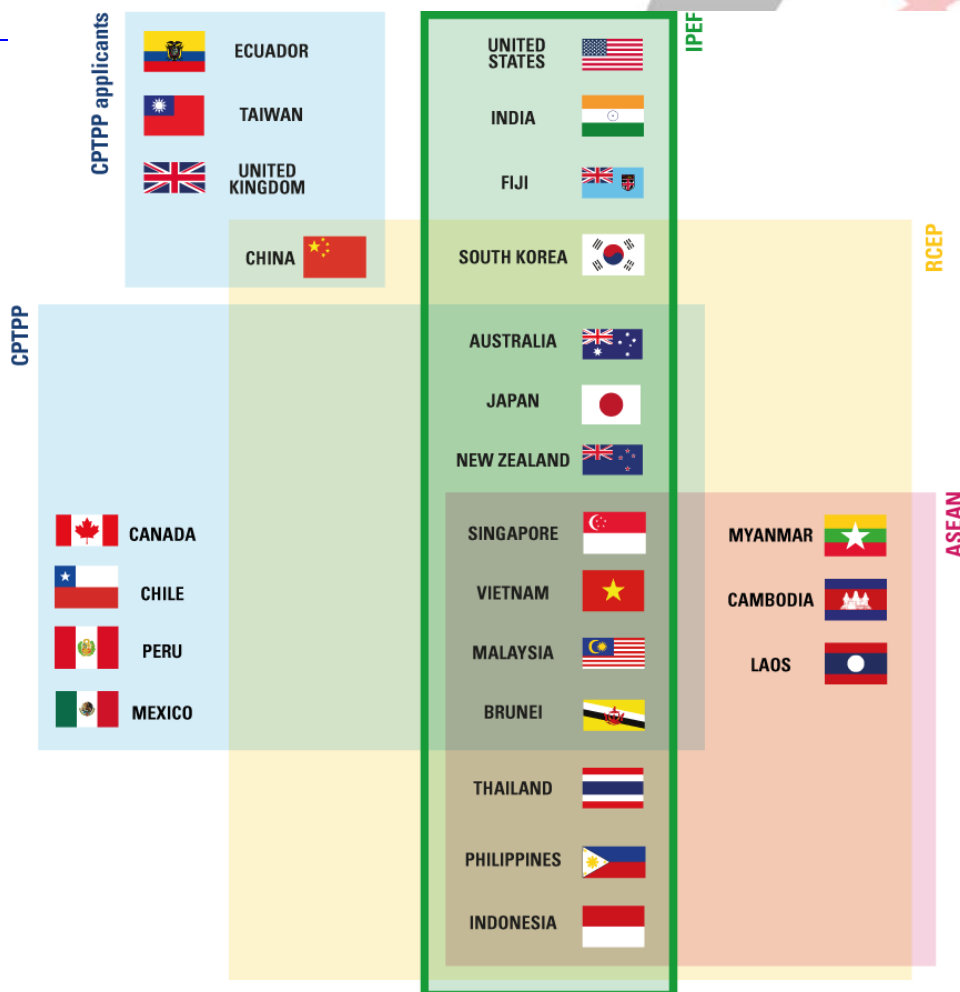 CPTPP applicants
ECUADOR
TAIWAN
UNITED
KINGDOM
CHINA
IPEF
UNITED
STATES
INDIA
FIJI
SOUTH KOREA
RCEP
CPTPP
AUSTRALIA
JAPAN
NEW ZEALAND
CANADA
CHILE
PERU
MEXICO
SINGAPORE
VIETNAM
MALAYSIA
BRUNEI
THAILAND
PHILIPPINES
INDONESIA
MYANMAR
CAMBODIA
LAOS
ASEAN